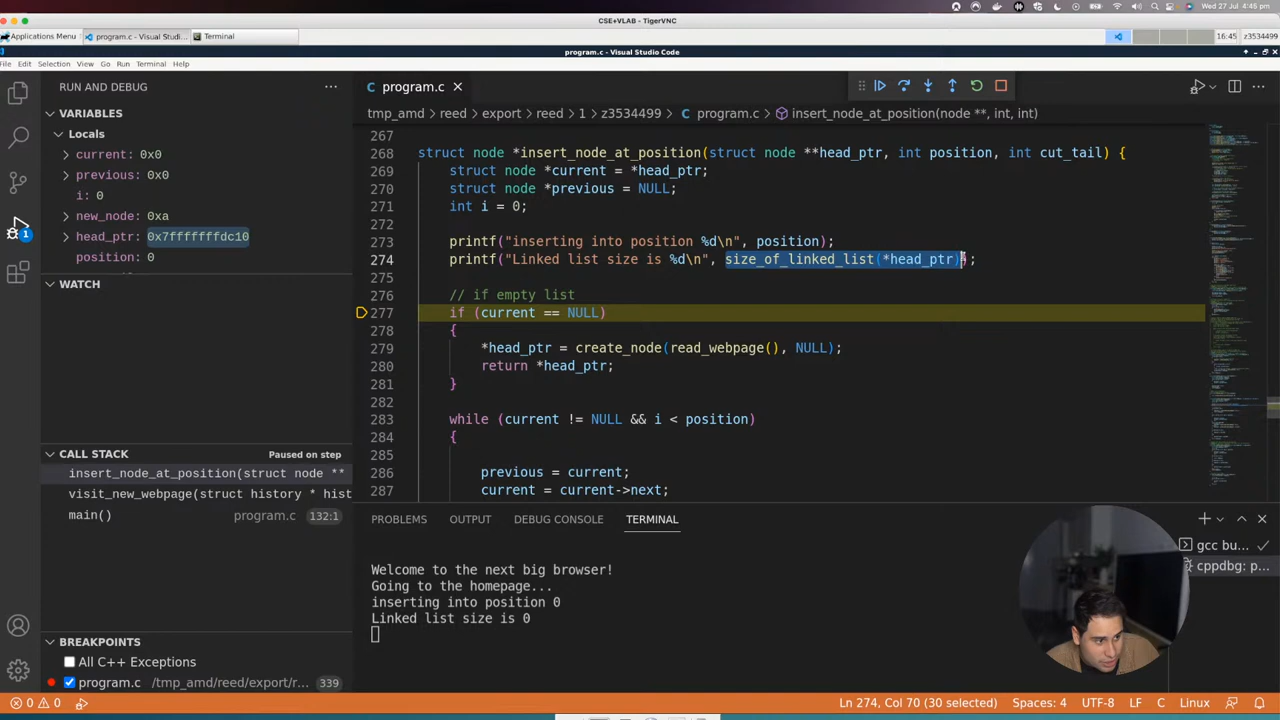 Wed 27 Jul 4:45 pm
CSE+VLAB - TigerVNC
Applications Menu
program.c - Visual Studi...
Terminal
16:45
z3534499
program.c - Visual Studio Code
File Edit Selection View Go Run Terminal Help
RUN AND DEBUG
VARIABLES
Locals
current: 0x0
previous: 0x0
i: 0
new_node: 0xa
head_ptr: 0x7fffffffdc10
position: 0
WATCH
CALL STACK
Paused on step
insert_node_at_position(struct node **
visit_new_webpage(struct history * hist
main()
program.c
132:1
BREAKPOINTS
All C++ Exceptions
program.c
/tmp_amd/reed/export/r...
339
1
program.c
tmp_amd > reed > export > reed > 1 > z3534499 > program.c > insert_node_at_position(node **, int, int)
267
268 struct node *insert_node_at_position(struct node **head_ptr, int position, int cut_tail) {
269 struct node *current = *head_ptr;
270 struct node *previous = NULL;
271 int i = 0;
272
273 printf("inserting into position %d\n", position);
274 printf("Linked list size is %d\n", size_of_linked_list(*head_ptr));
275
276 // if empty list
277 if (current == NULL)
278 {
279 *head_ptr = create_node(read_webpage(), NULL);
280 return *head_ptr;
281 }
282
283 while (current != NULL && i < position)
284 {
285
286 previous = current;
287 current = current->next;
PROBLEMS OUTPUT DEBUG CONSOLE TERMINAL
Welcome to the next big browser!
Going to the homepage...
inserting into position 0
Linked list size is 0
gcc bu...
cppdbg: p...
0 0
Ln 274, Col 70 (30 selected)
Spaces: 4
UTF-8
LF
C
Linux